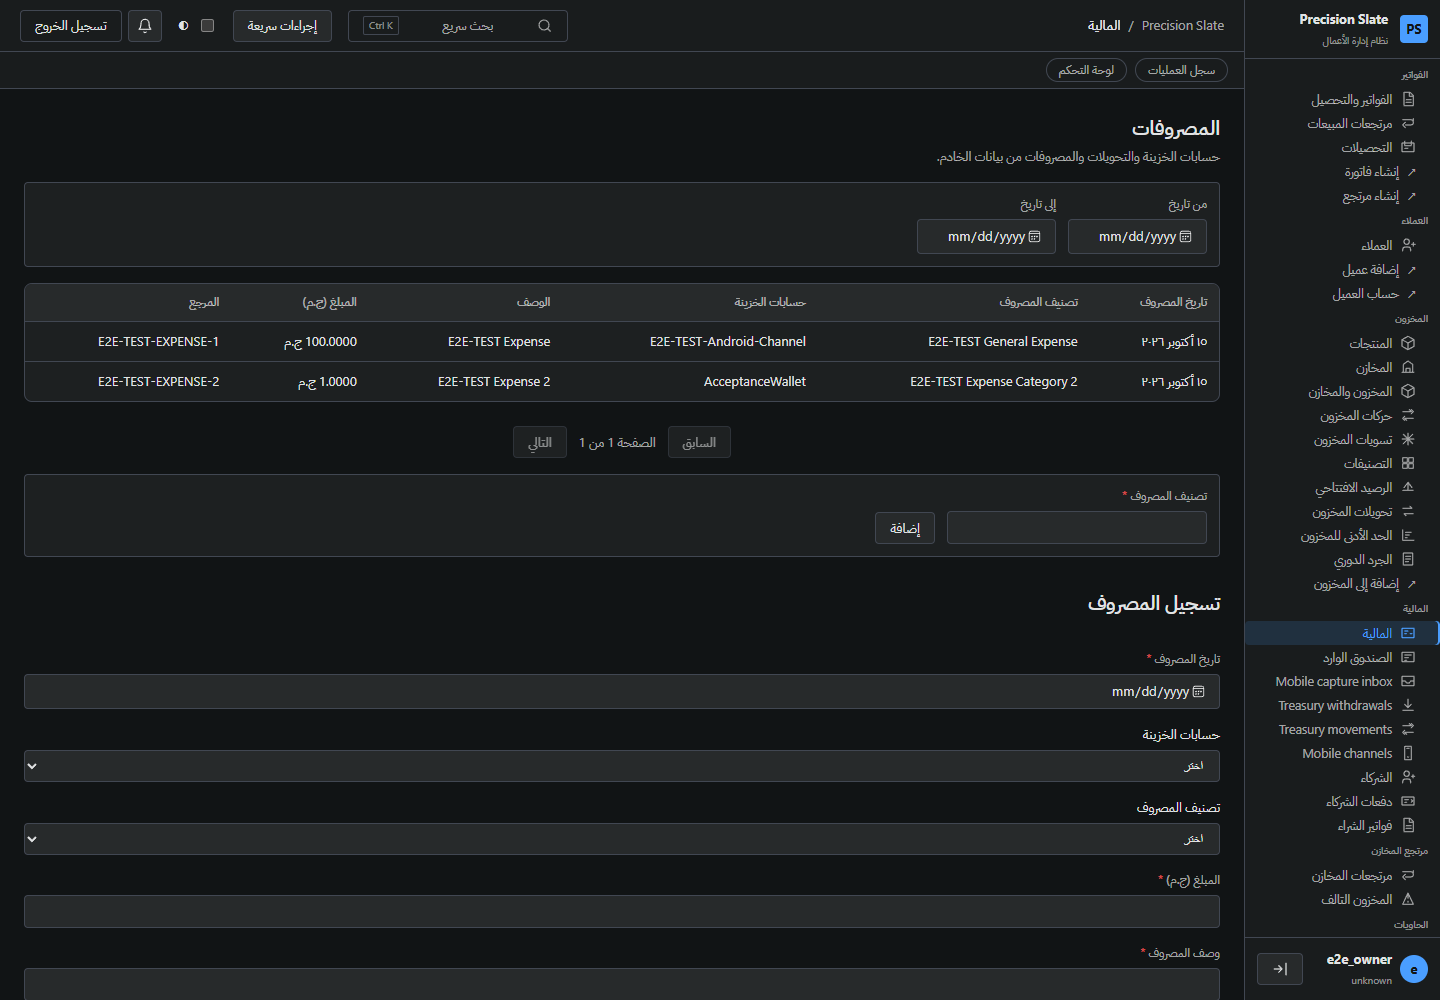 Precision Slate
نظام إدارة الأعمال
PS
الفواتير
الفواتير والتحصيل
مرتجعات المبيعات
التحصيلات
إنشاء فاتورة
إنشاء مرتجع
العملاء
العملاء
إضافة عميل
حساب العميل
المخزون
المنتجات
المخازن
المخزون والمخازن
حركات المخزون
تسويات المخزون
التصنيفات
الرصيد الافتتاحي
تحويلات المخزون
الحد الأدنى للمخزون
الجرد الدوري
إضافة إلى المخزون
المالية
المالية
الصندوق الوارد
Mobile capture inbox
Treasury withdrawals
Treasury movements
Mobile channels
الشركاء
دفعات الشركاء
فواتير الشراء
مرتجع المخازن
مرتجعات المخازن
المخزون التالف
الحاويات
e2e_owner
unknown
e
Precision Slate / المالية
بحث سريع Ctrl K
إجراءات سريعة
تسجيل الخروج
سجل العمليات
لوحة التحكم
المصروفات
حسابات الخزينة والتحويلات والمصروفات من بيانات الخادم.
من تاريخ
mm/dd/yyyy
إلى تاريخ
mm/dd/yyyy
تاريخ المصروف تصنيف المصروف حسابات الخزينة الوصف المبلغ (ج.م) المرجع
١٥ أكتوبر ٢٠٢٦ E2E-TEST General Expense E2E-TEST-Android-Channel E2E-TEST Expense 100.0000 ج.م E2E-TEST-EXPENSE-1
١٥ أكتوبر ٢٠٢٦ E2E-TEST Expense Category 2 AcceptanceWallet E2E-TEST Expense 2 1.0000 ج.م E2E-TEST-EXPENSE-2
السابق الصفحة 1 من 1 التالي
تصنيف المصروف *
إضافة
تسجيل المصروف
تاريخ المصروف *
mm/dd/yyyy
حسابات الخزينة
اختر
تصنيف المصروف
اختر
المبلغ (ج.م) *
وصف المصروف *